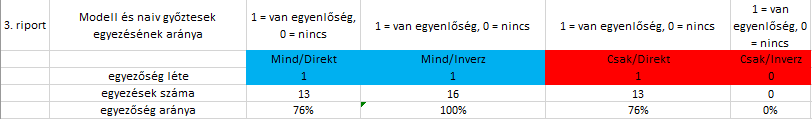 3. riport Modell és naiv győztesek egyezésének aránya 1 = van egyenlőség, 0 = nincs 1 = van egyenlőség, 0 = nincs 1 = van egyenlőség, 0 = nincs 1 = van egyenlőség, 0 = nincs
Mind/Direkt Mind/Inverz Csak/Direkt Csak/Inverz
egyezőség léte 1 1 1 0
egyezések száma 13 16 13 0
egyezőség aránya 76% 100% 76% 0%